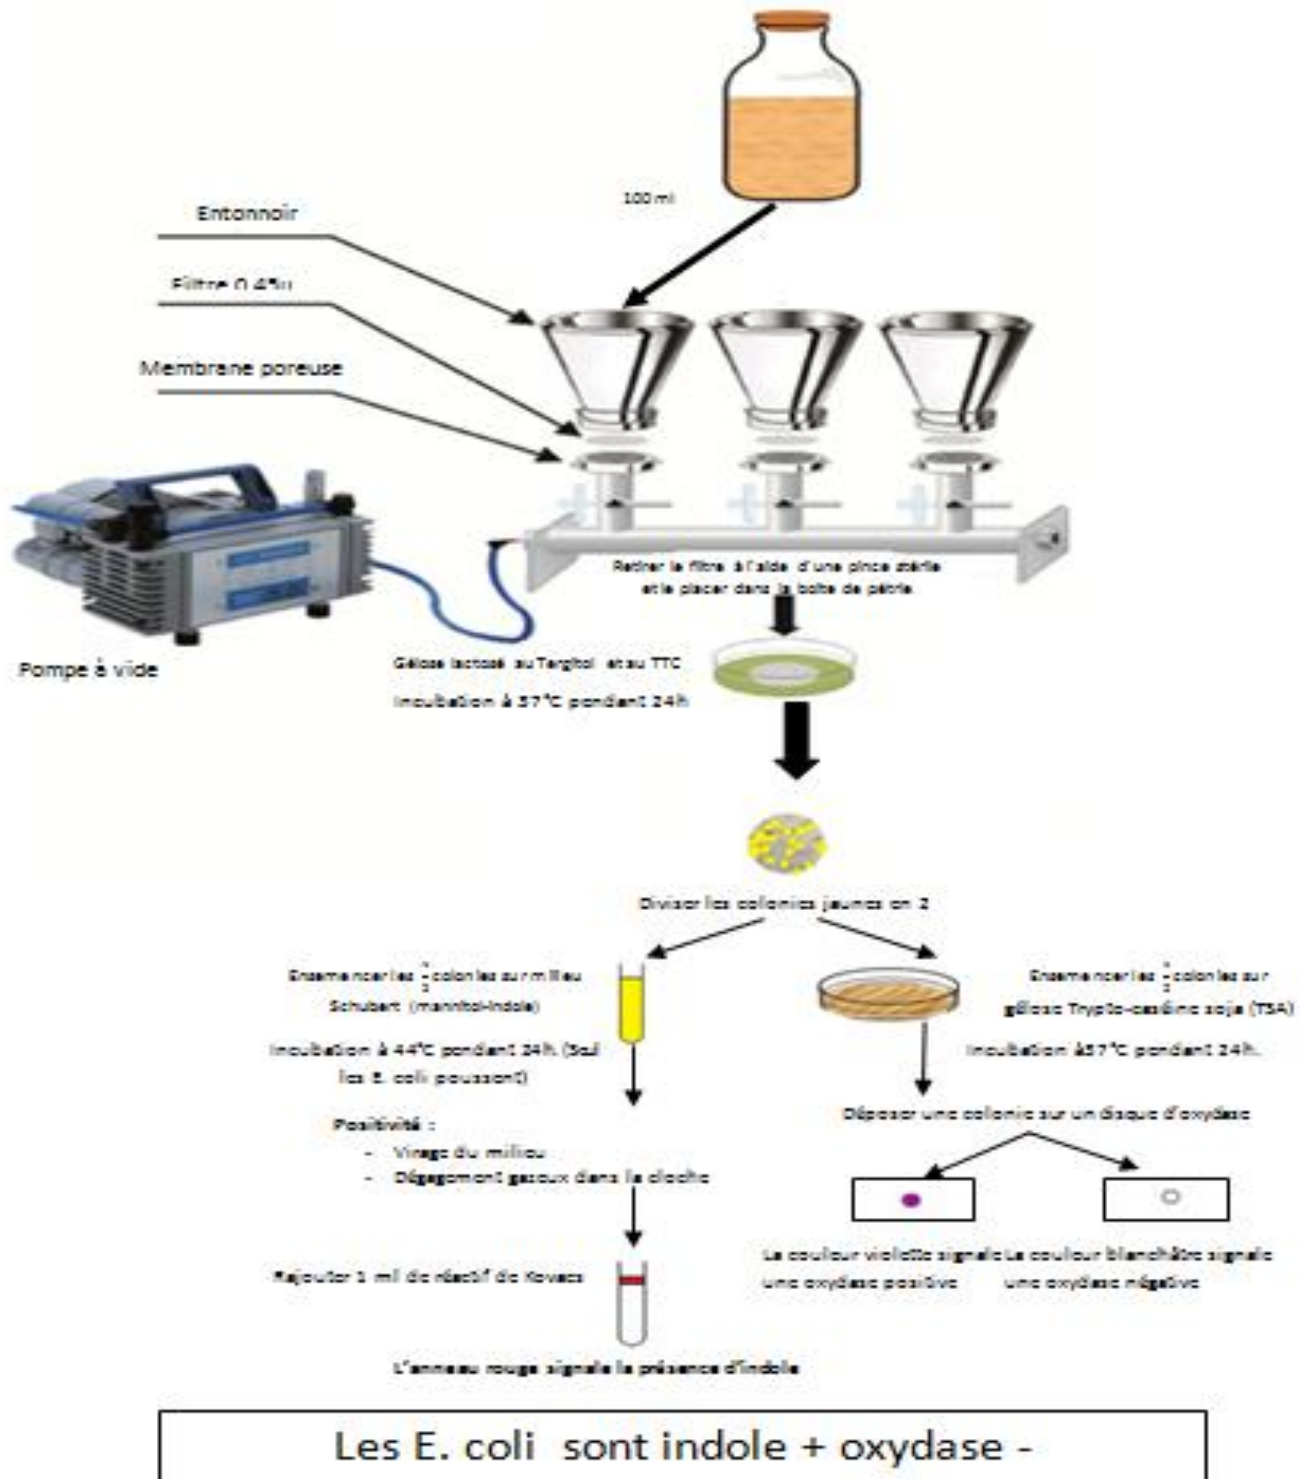 100 ml
Entonnoir
Filtre 0.45u
Membrane poreuse
Retirer le filtre à l'aide d'une pince stérile
et le placer dans la boite de pétrie
Pompe à vide
Gélose lactosé au Tergitol et au TTC
Incubation à 37°C pendant 24h
Diviser les colonies jaunes en 2
Ensemencer les colonies sur milieu
Schubert (mannitol-indole)
Incubation à 44°C pendant 24h. (Seul
les E. coli poussent)
Positivité :
- Virage du milieu
- Dégagement gazeux dans la cloche
Rajouter 1 ml de réactif de Kovacs
L'anneau rouge signale la présence d'indole
Ensemencer les colonies sur
gélose Trypto-caséine soja (TSA)
Incubation à37°C pendant 24h.
Déposer une colonie sur un disque d'oxydase
La couleur violette signale
une oxydase positive
La couleur blanchâtre signale
une oxydase négative
Les E. coli sont indole + oxydase -